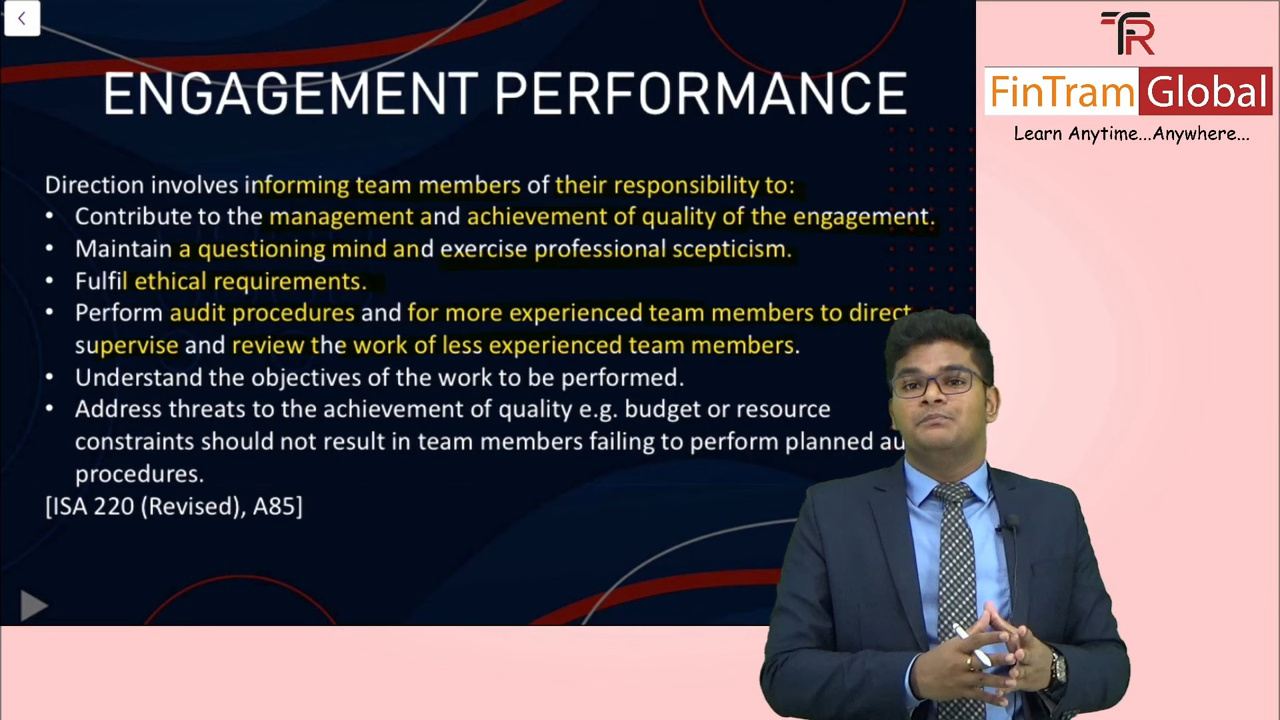 ENGAGEMENT PERFORMANCE
Direction involves informing team members of their responsibility to:
• Contribute to the management and achievement of quality of the engagement.
• Maintain a questioning mind and exercise professional scepticism.
• Fulfil ethical requirements.
• Perform audit procedures and for more experienced team members to direct
supervise and review the work of less experienced team members.
• Understand the objectives of the work to be performed.
• Address threats to the achievement of quality e.g. budget or resource
constraints should not result in team members failing to perform planned
procedures.
[ISA 220 (Revised), A85]
TR
FinTram Global
Learn Anytime...Anywhere...